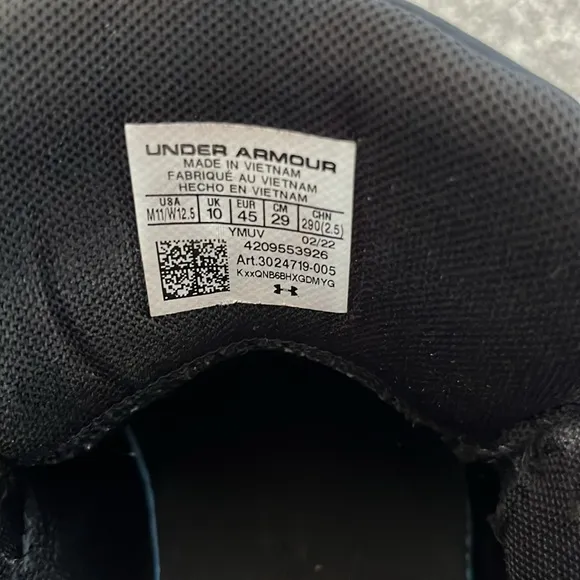 UNDER ARMOUR
MADE IN VIETNAM
FABRIQUÉ AU VIETNAM
HECHO EN VIETNAM
USA UK EUR CM CHN
M11/W12.5 10 45 29 290(2.5)
YMUV 02/22
4209553926
Art.3024719-005
KxxQNB6BHXGDMYG